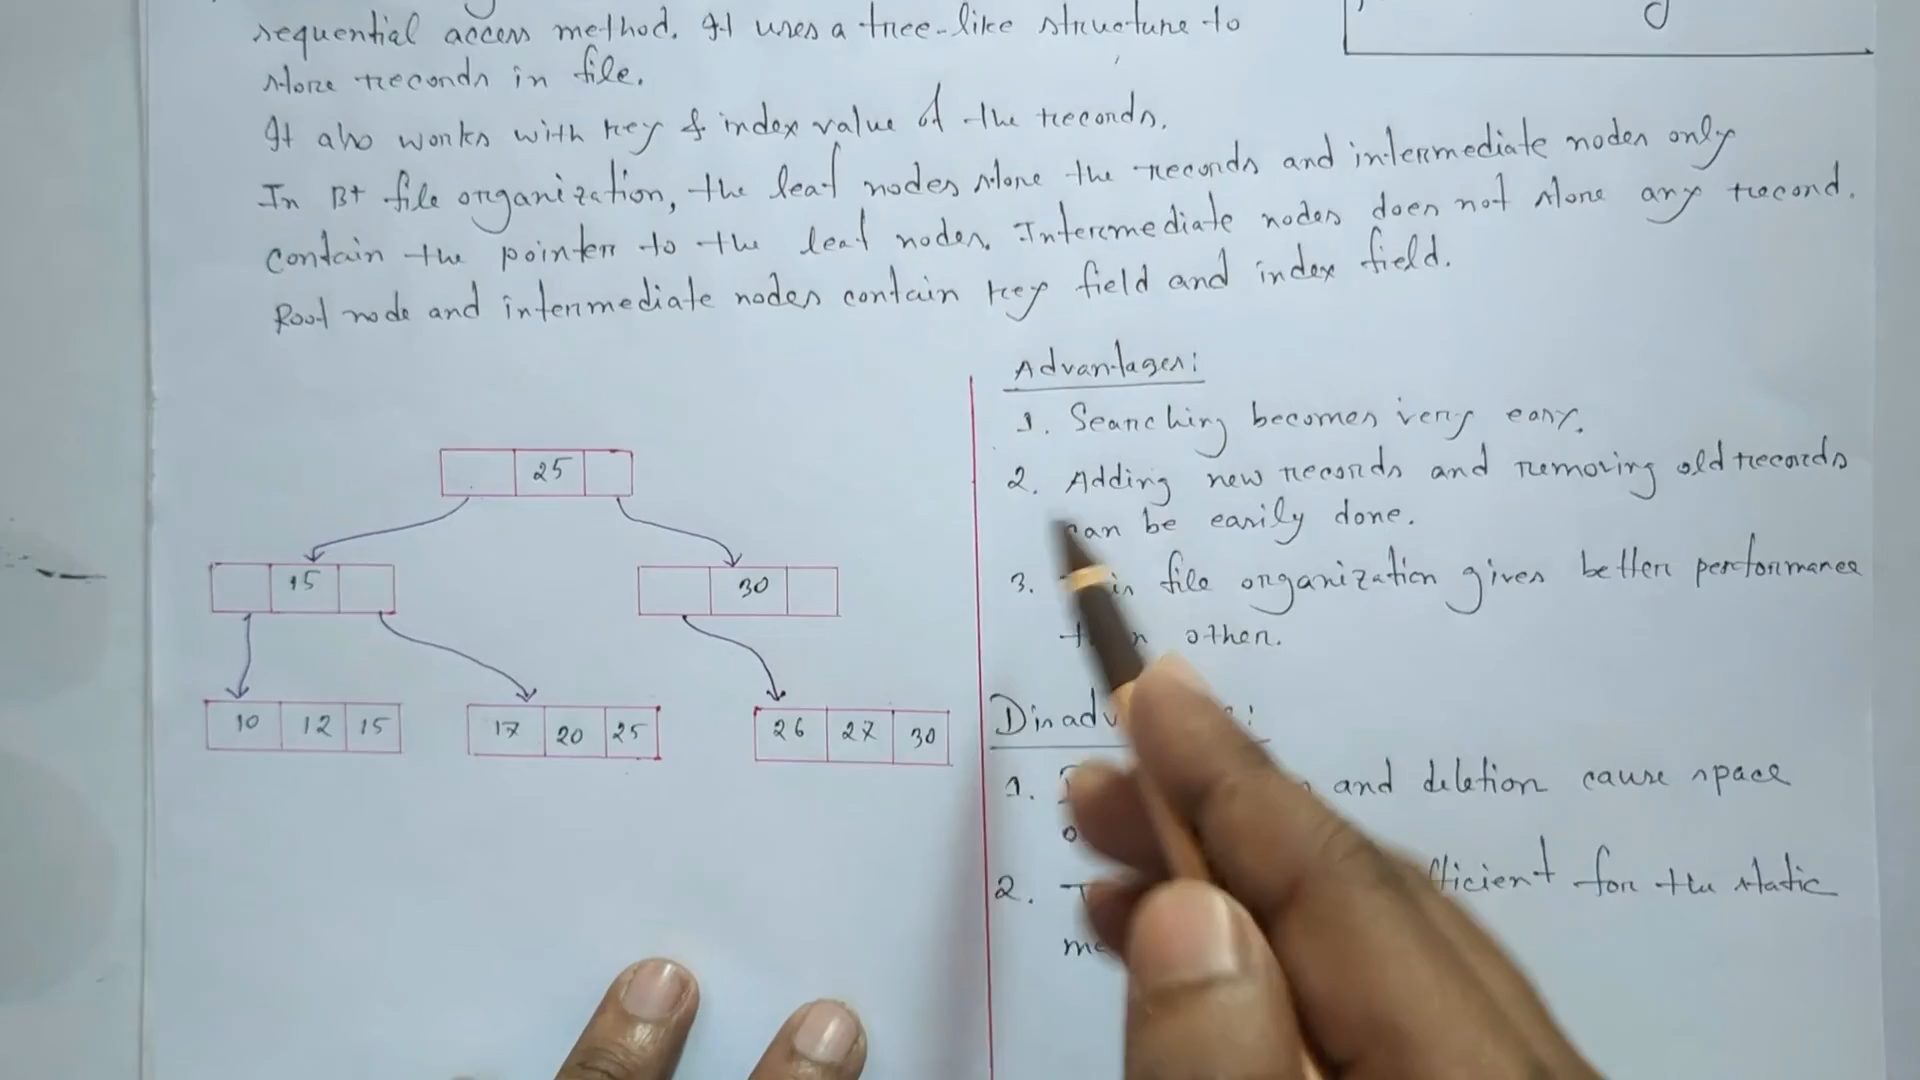 sequential access method. It uses a tree-like structure to
store records in file.
It also works with key & index value of the records.
In B+ file organization, the leaf nodes store the records and intermediate nodes only
contain the pointers to the leaf nodes. Intermediate nodes does not store any record.
Root node and intermediate nodes contain key field and index field.
25
15 30
10 12 15 17 20 25 26 27 30
Advantages:
1. Searching becomes very easy.
2. Adding new records and removing old records
can be easily done.
3. file organization gives better performance
other.
1. and deletion cause space
2. for the static